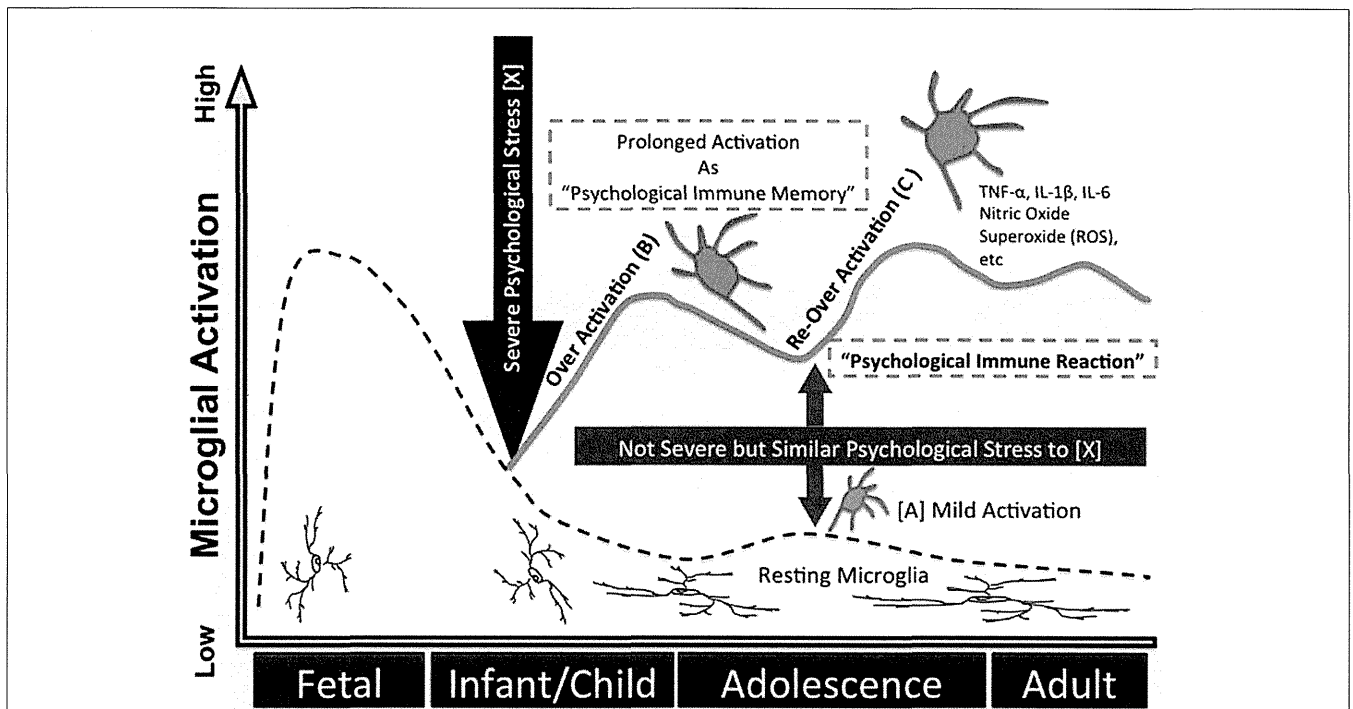 High
Microglial Activation
Low
Severe Psychological Stress [X]
Prolonged Activation
As
"Psychological Immune Memory"
Over Activation (B)
Re-Over Activation (C)
TNF-α, IL-1β, IL-6
Nitric Oxide
Superoxide (ROS),
etc
"Psychological Immune Reaction"
Not Severe but Similar Psychological Stress to [X]
[A] Mild Activation
Resting Microglia
Fetal
Infant/Child
Adolescence
Adult